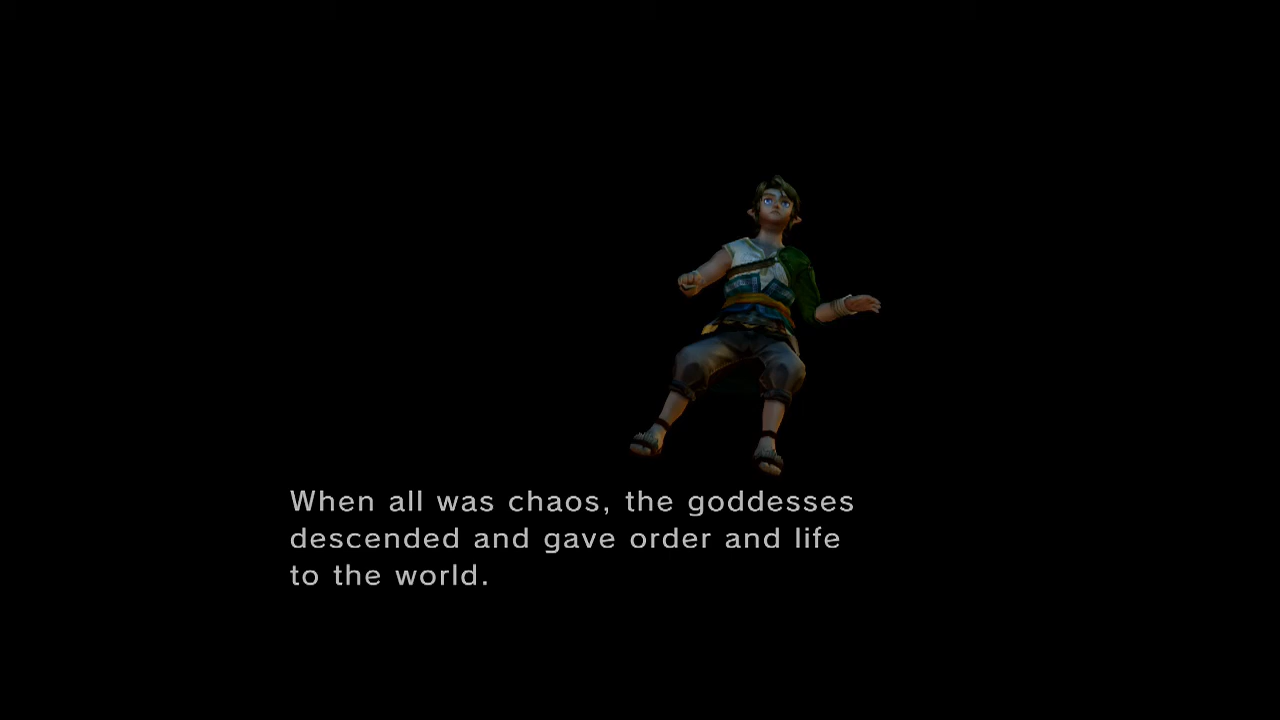 When all was chaos, the goddesses
descended and gave order and life
to the world.